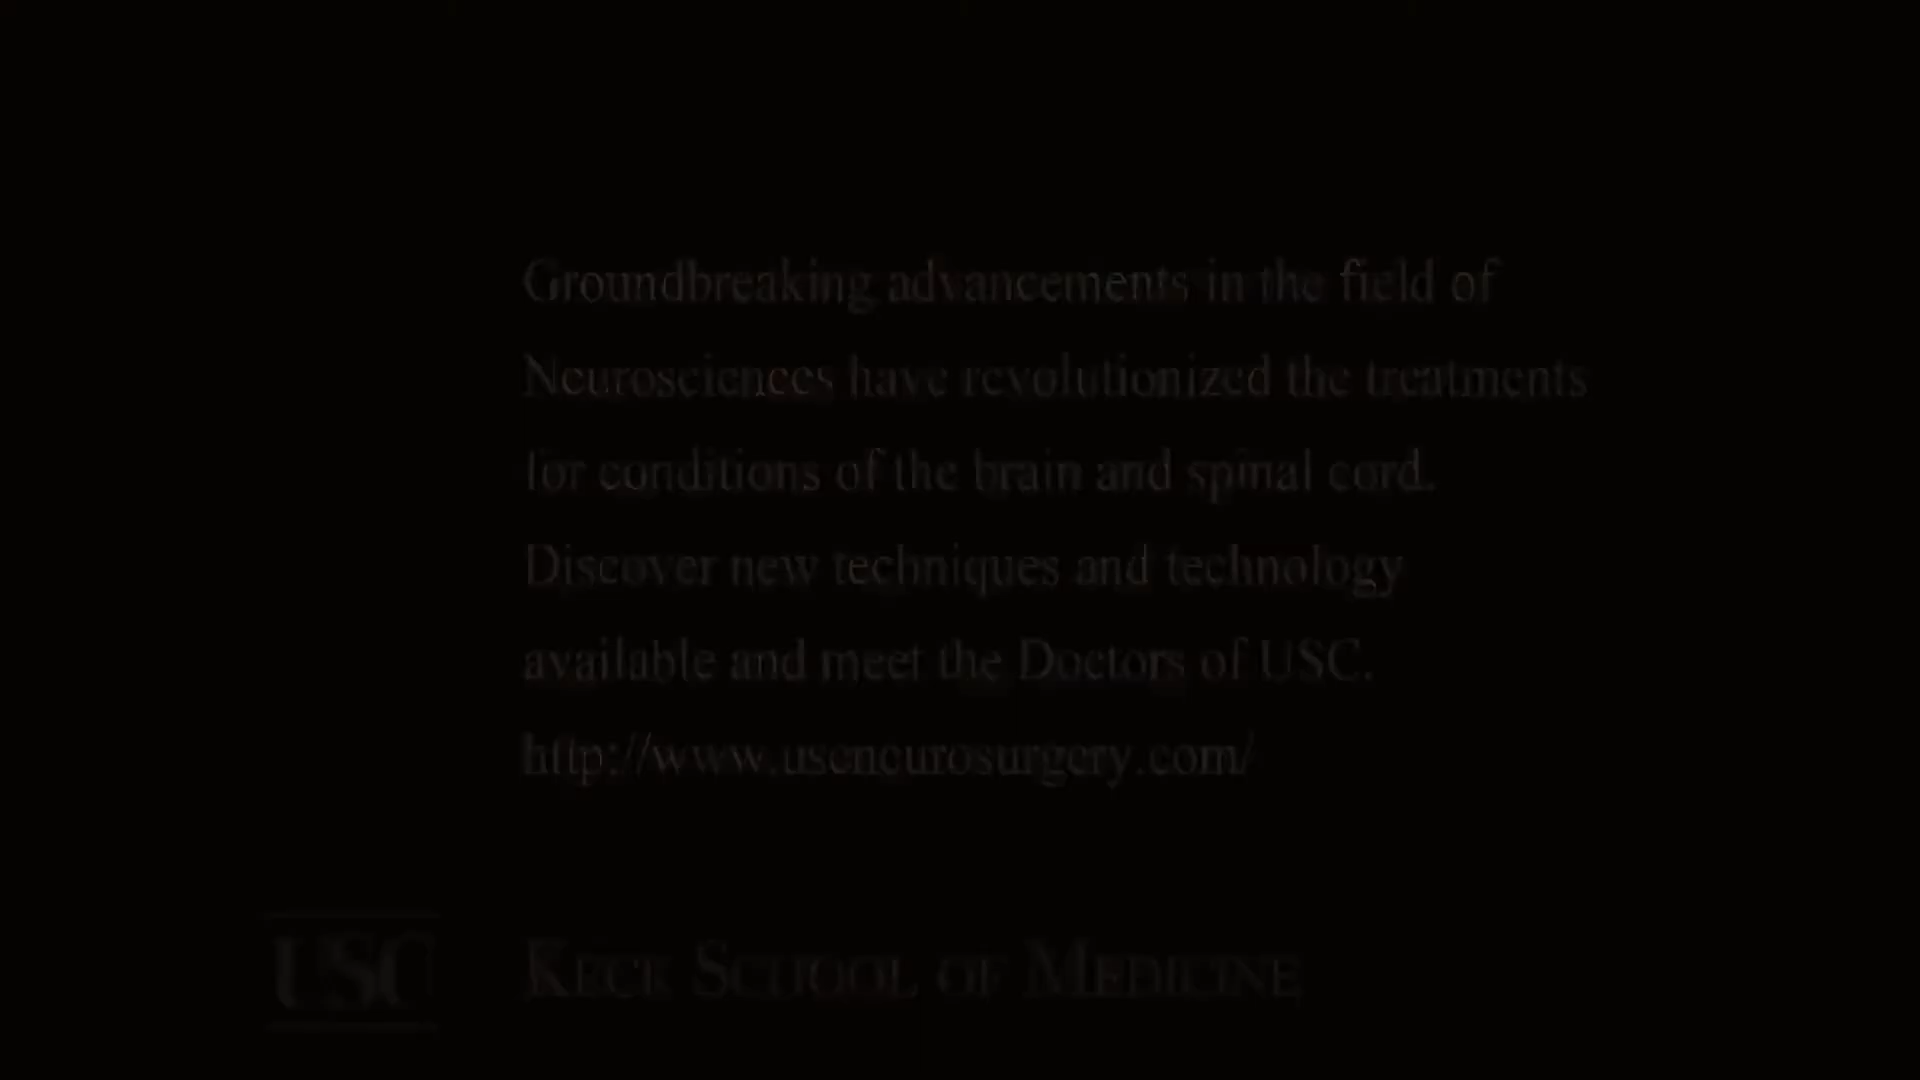 Groundbreaking advancements in the field of
Neurosciences have revolutionized the treatments
for conditions of the brain and spinal cord.
Discover new techniques and technology
available and meet the Doctors of USC.
http://www.uscneurosurgery.com/
USC
KECK SCHOOL OF MEDICINE